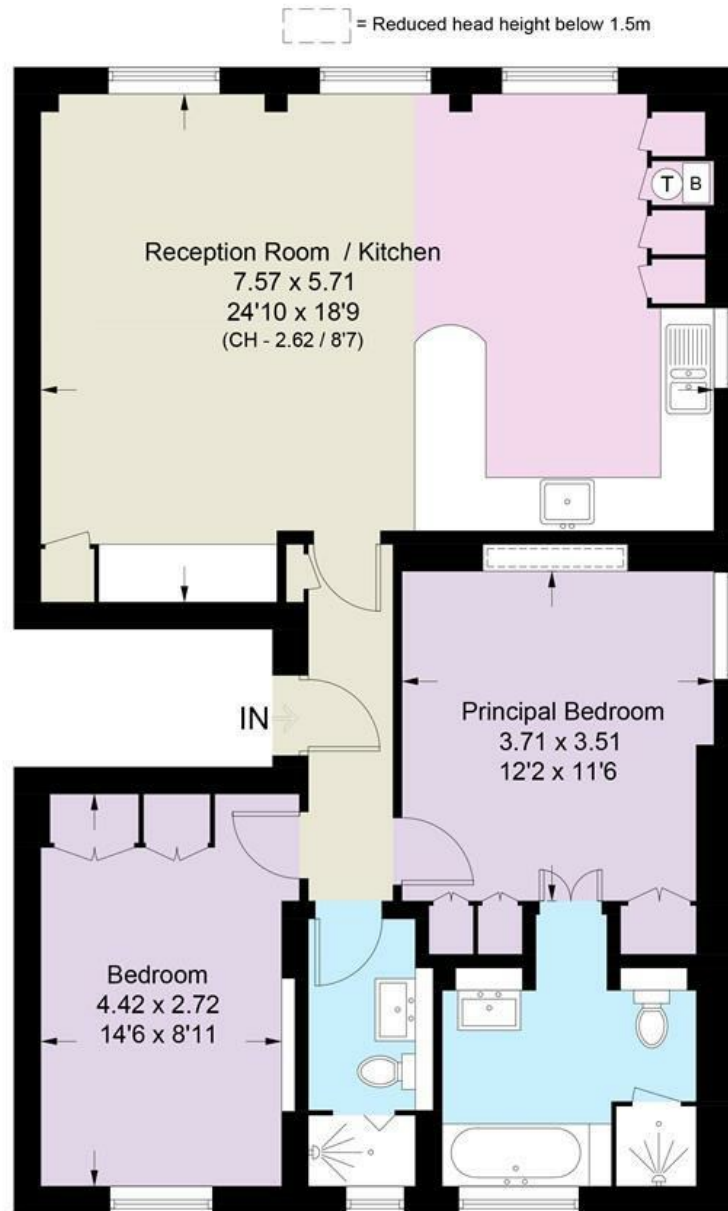 = Reduced head height below 1.5m
T B
Reception Room / Kitchen
7.57 x 5.71
24'10 x 18'9
(CH - 2.62 / 8'7)
IN
Principal Bedroom
3.71 x 3.51
12'2 x 11'6
Bedroom
4.42 x 2.72
14'6 x 8'11